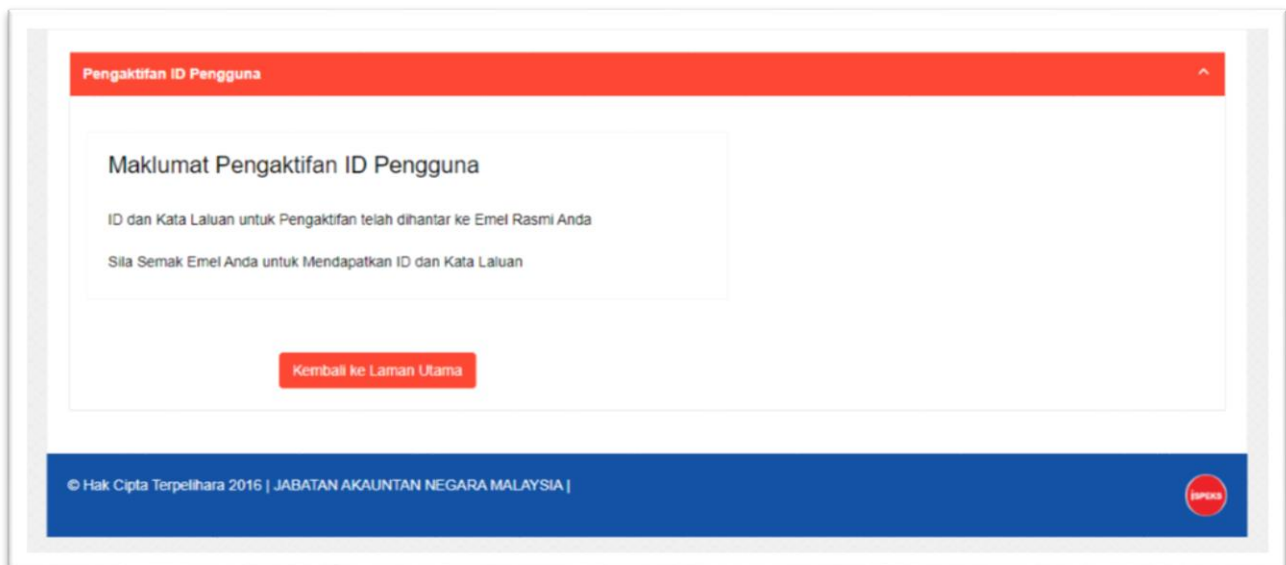 Pengaktifan ID Pengguna
Maklumat Pengaktifan ID Pengguna
ID dan Kata Laluan untuk Pengaktifan telah dihantar ke Emel Rasmi Anda
Sila Semak Emel Anda untuk Mendapatkan ID dan Kata Laluan
Kembali ke Laman Utama
© Hak Cipta Terpelihara 2016 | JABATAN AKAUNTAN NEGARA MALAYSIA |
iSPEKS